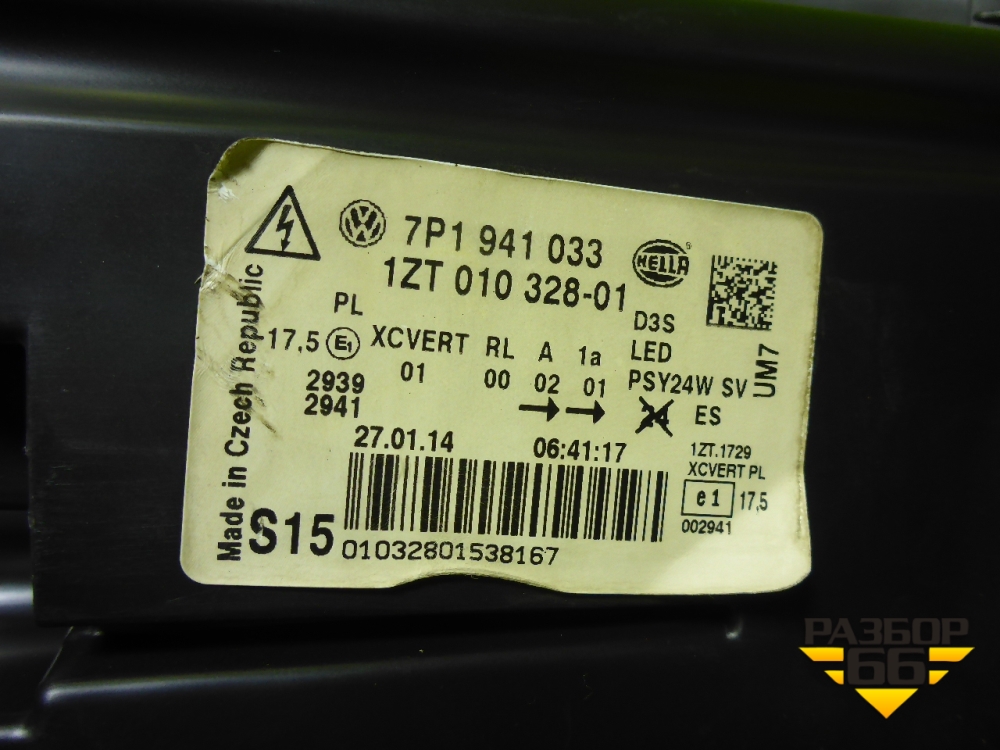 7P1 941 033
HELLA
1ZT 010 328-01
PL
17,5 E1 XCVERT RL A 1a
01 00 02 01
2939
2941
D3S
LED
PSY24W SV
24 ES
UM7
27.01.14 06:41:17
1ZT.1729
XCVERT PL
e1 17,5
002941
Made in Czech Republic
S15
01032801538167
РАЗБОР
66